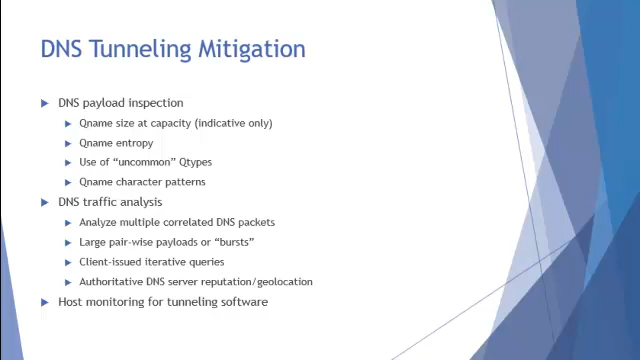 DNS Tunneling Mitigation
DNS payload inspection
Qname size at capacity (indicative only)
Qname entropy
Use of “uncommon” Qtypes
Qname character patterns
DNS traffic analysis
Analyze multiple correlated DNS packets
Large pair-wise payloads or “bursts”
Client-issued iterative queries
Authoritative DNS server reputation/geolocation
Host monitoring for tunneling software